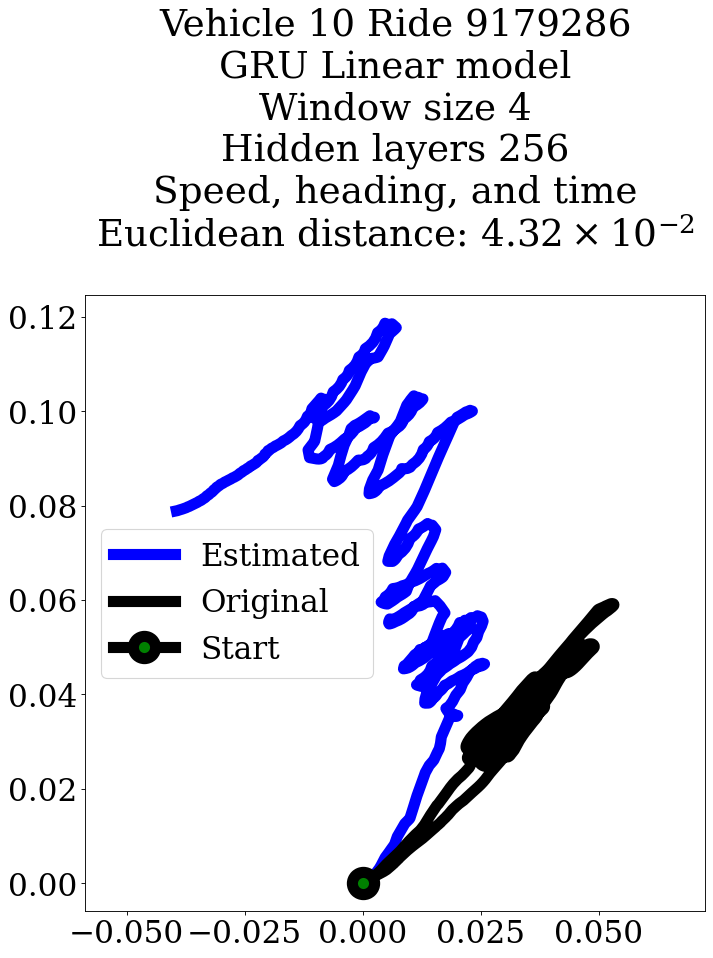 Vehicle 10 Ride 9179286
GRU Linear model
Window size 4
Hidden layers 256
Speed, heading, and time
Euclidean distance: 4.32 × 10⁻²
0.12
0.10
0.08
0.06
0.04
0.02
0.00
Estimated
Original
Start
−0.050 −0.025 0.000 0.025 0.050